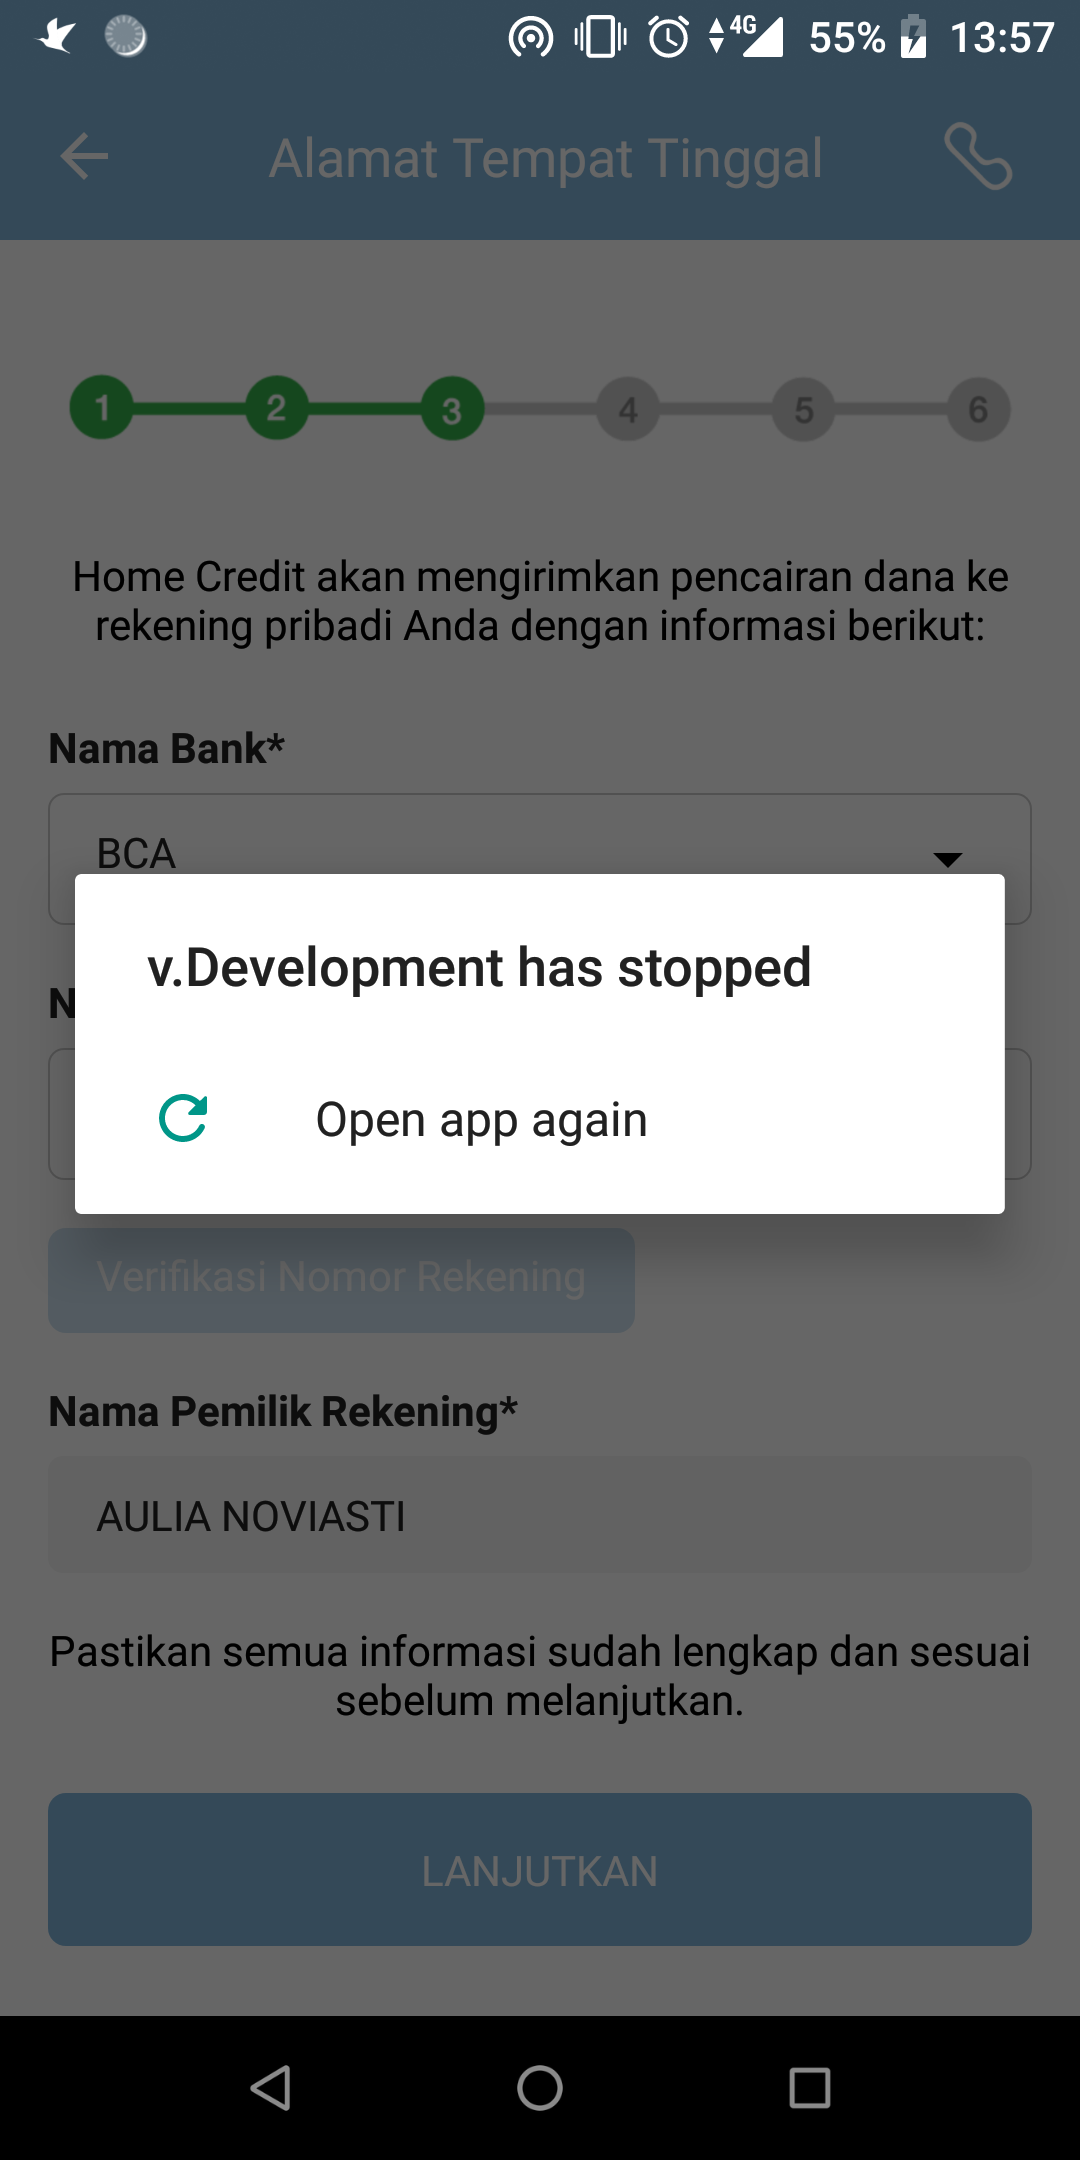 4G 55% 13:57
Alamat Tempat Tinggal
1 2 3 4 5 6
Home Credit akan mengirimkan pencairan dana ke
rekening pribadi Anda dengan informasi berikut:
Nama Bank*
BCA
v.Development has stopped
N
Open app again
Verifikasi Nomor Rekening
Nama Pemilik Rekening*
AULIA NOVIASTI
Pastikan semua informasi sudah lengkap dan sesuai
sebelum melanjutkan.
LANJUTKAN